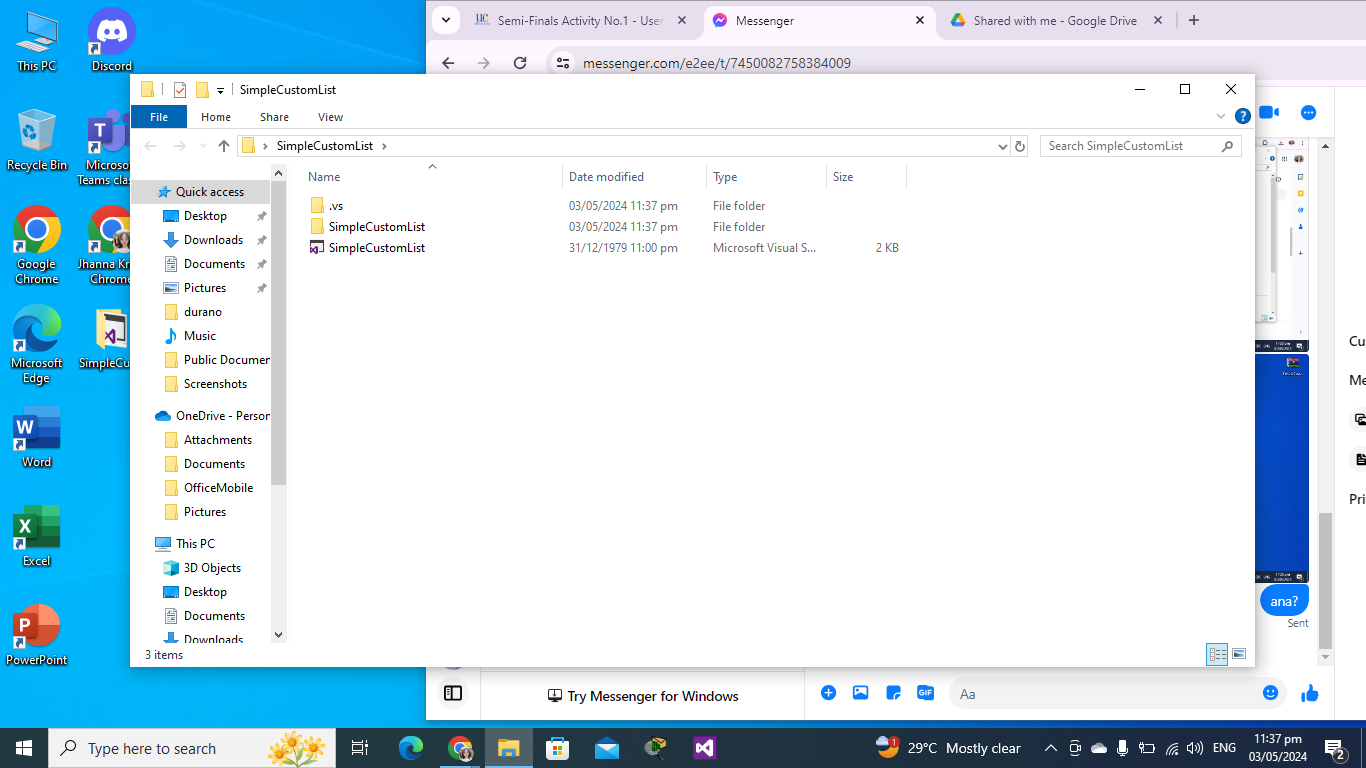 This PC
Discord
Recycle Bin
Microso
Teams clas
Google
Chrome
Jhanna Kr
Chrome
Microsoft
Edge
SimpleCu
Word
Excel
PowerPoint
Semi-Finals Activity No.1 - User
Messenger
Shared with me - Google Drive
messenger.com/e2ee/t/7450082758384009
SimpleCustomList
File
Home
Share
View
SimpleCustomList
Search SimpleCustomList
Name
Date modified
Type
Size
.vs
03/05/2024 11:37 pm
File folder
SimpleCustomList
03/05/2024 11:37 pm
File folder
SimpleCustomList
31/12/1979 11:00 pm
Microsoft Visual S...
2 KB
Quick access
Desktop
Downloads
Documents
Pictures
durano
Music
Public Documen
Screenshots
OneDrive - Person
Attachments
Documents
OfficeMobile
Pictures
This PC
3D Objects
Desktop
Documents
Downloads
3 items
Cu
Me
Pri
ana?
Sent
Try Messenger for Windows
GIF
Aa
Type here to search
29°C Mostly clear
ENG
11:37 pm
03/05/2024
2